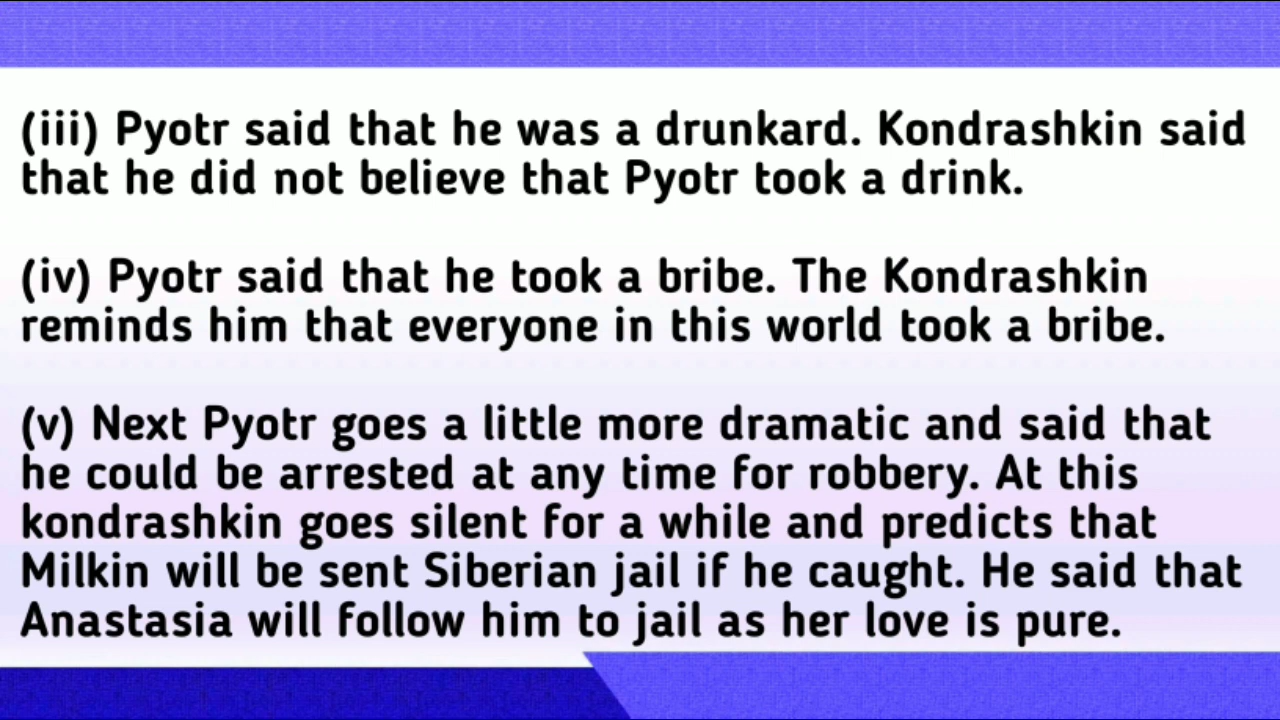 (iii) Pyotr said that he was a drunkard. Kondrashkin said
that he did not believe that Pyotr took a drink.
(iv) Pyotr said that he took a bribe. The Kondrashkin
reminds him that everyone in this world took a bribe.
(v) Next Pyotr goes a little more dramatic and said that
he could be arrested at any time for robbery. At this
kondrashkin goes silent for a while and predicts that
Milkin will be sent Siberian jail if he caught. He said that
Anastasia will follow him to jail as her love is pure.